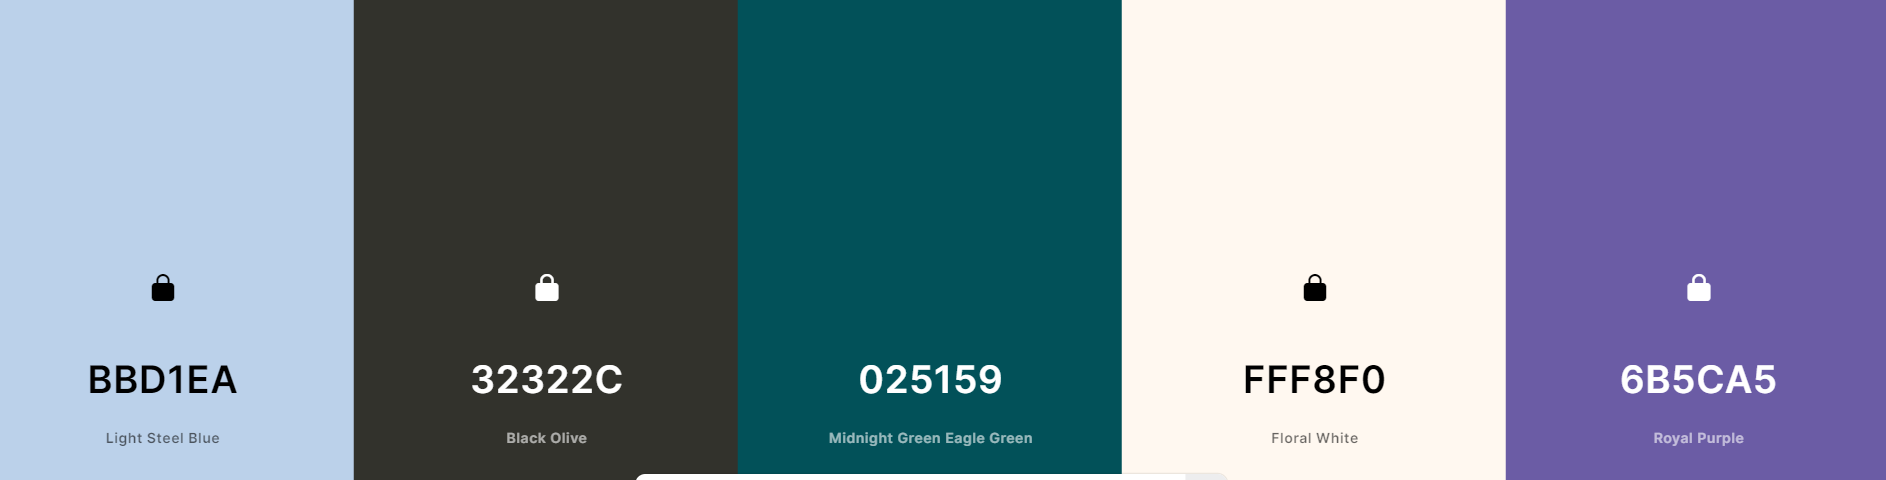 BBD1EA
Light Steel Blue
32322C
Black Olive
025159
Midnight Green Eagle Green
FFF8F0
Floral White
6B5CA5
Royal Purple